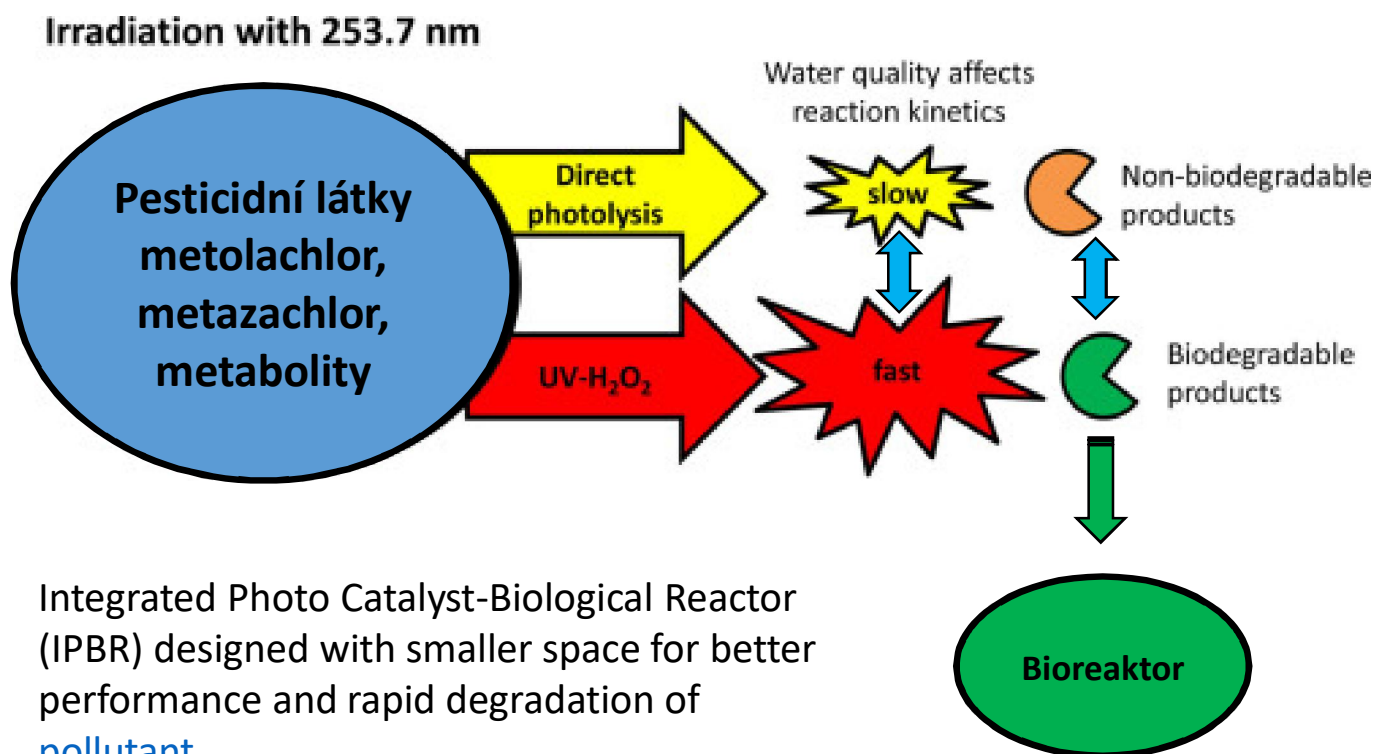 Irradiation with 253.7 nm
Pesticidní látky
metolachlor,
metazachlor,
metabolity
Direct
photolysis
Water quality affects
reaction kinetics
slow
Non-biodegradable
products
UV-H₂O₂
fast
Biodegradable
products
Integrated Photo Catalyst-Biological Reactor
(IPBR) designed with smaller space for better
performance and rapid degradation of
pollutant
Bioreaktor